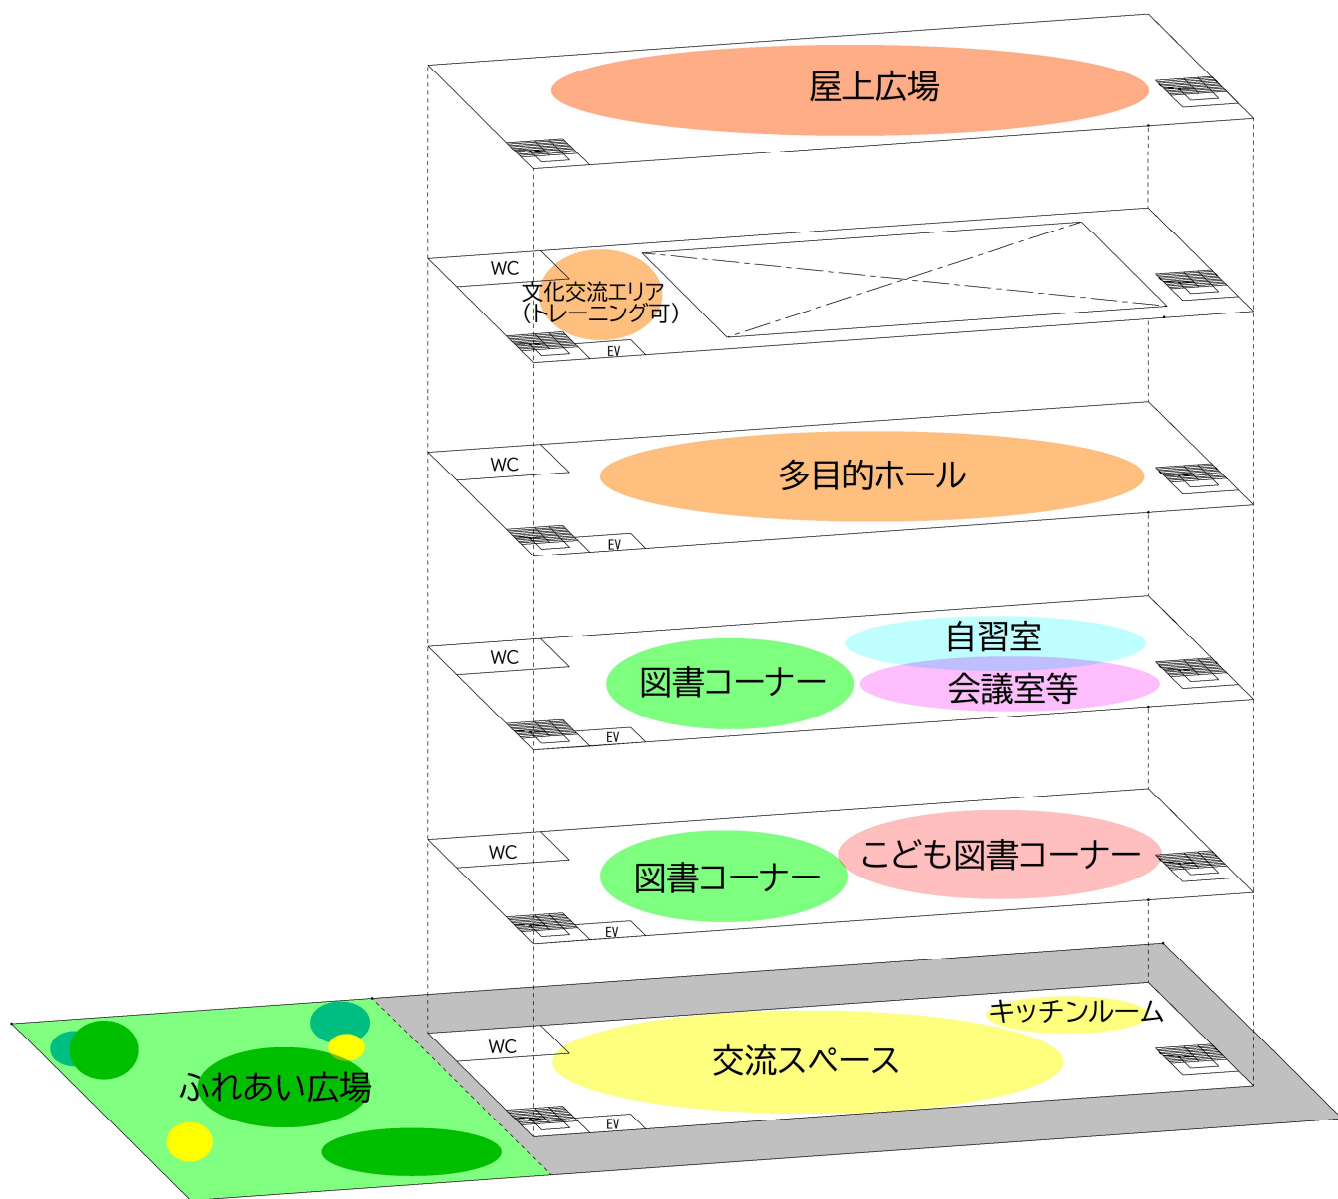 屋上広場
WC
文化交流エリア
（トレーニング可）
EV
WC
多目的ホール
EV
WC
自習室
図書コーナー
会議室等
EV
WC
こども図書コーナー
図書コーナー
EV
キッチンルーム
WC
交流スペース
ふれあい広場
EV